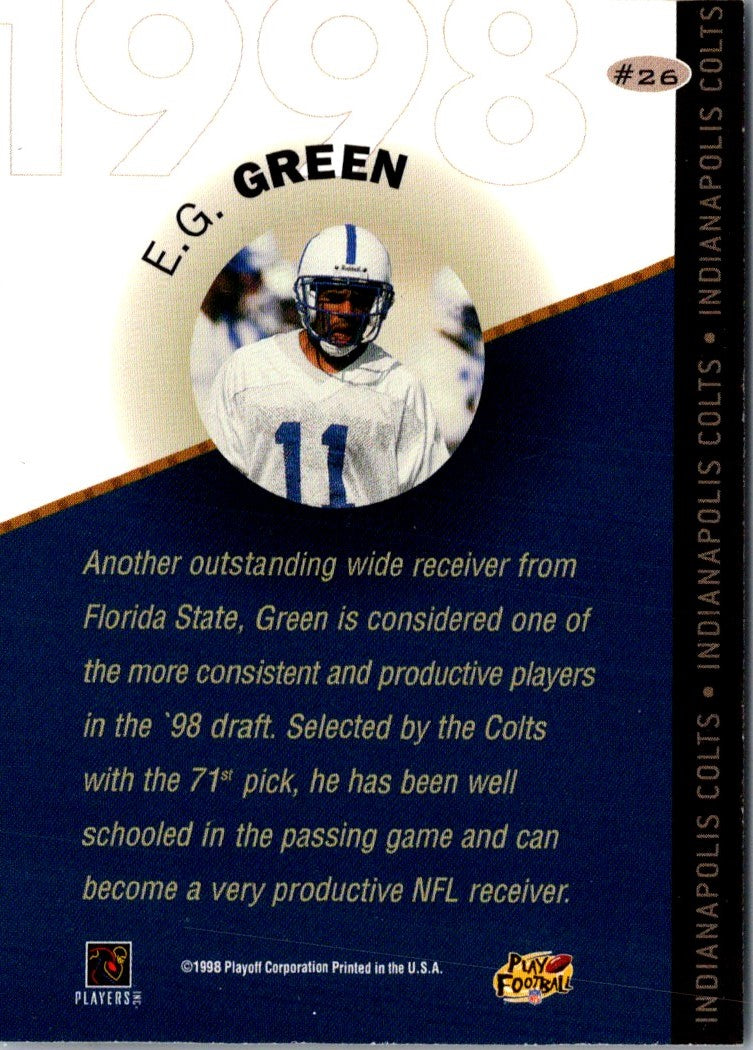 1998
#26
E.G. GREEN
Riddell
11
Another outstanding wide receiver from
Florida State, Green is considered one of
the more consistent and productive players
in the `98 draft. Selected by the Colts
with the 71st pick, he has been well
schooled in the passing game and can
become a very productive NFL receiver.
PLAYERS INC
©1998 Playoff Corporation Printed in the U.S.A.
PLAY FOOTBALL
NFL
INDIANAPOLIS COLTS • INDIANAPOLIS COLTS • INDIANAPOLIS COLTS